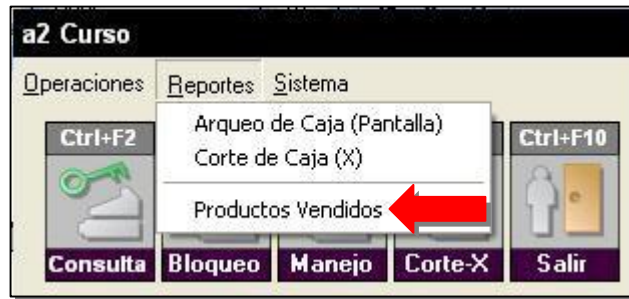 a2 Curso
Operaciones Reportes Sistema
Arqueo de Caja (Pantalla)
Corte de Caja (X)
Productos Vendidos
Ctrl+F2 Ctrl+F10
Consulta Bloqueo Manejo Corte-X Salir